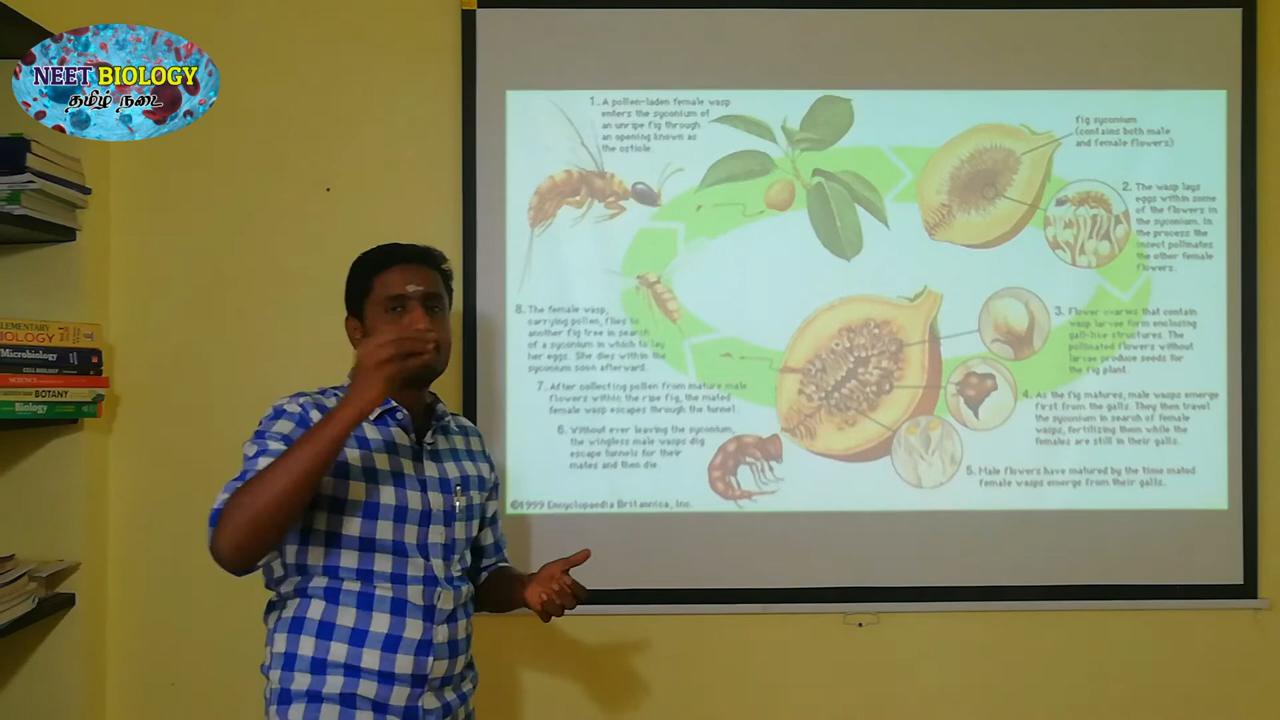 NEET BIOLOGY
தமிழ் நடை
1. A pollen-laden female wasp
enters the syconium of
an unripe fig through
an opening known as
the ostiole.
fig syconium
(contains both male
and female flowers)
2. The wasp lays
eggs within some
of the flowers in
the syconium. In
the process the
insect pollinates
the other female
flowers.
3. Flower ovaries that contain
wasp larvae form enclosing
gall-like structures. The
pollinated flowers without
larvae produce seeds for
the fig plant.
4. As the fig matures, male wasps emerge
first from the galls. They then travel
the syconium in search of female
wasps, fertilizing them while the
females are still in their galls.
5. Male flowers have matured by the time mated
female wasps emerge from their galls.
6. Without ever leaving the syconium,
the wingless male wasps dig
escape tunnels for their
mates and then die.
7. After collecting pollen from mature male
flowers within the ripe fig, the mated
female wasp escapes through the tunnel.
8. The female wasp,
carrying pollen, flies to
another fig tree in search
of a syconium in which to lay
her eggs. She dies within the
syconium soon afterward.
©1999 Encyclopaedia Britannica, Inc.
ELEMENTARY
BIOLOGY
Microbiology
CELL BIOLOGY
SCIENCE
BOTANY
Biology